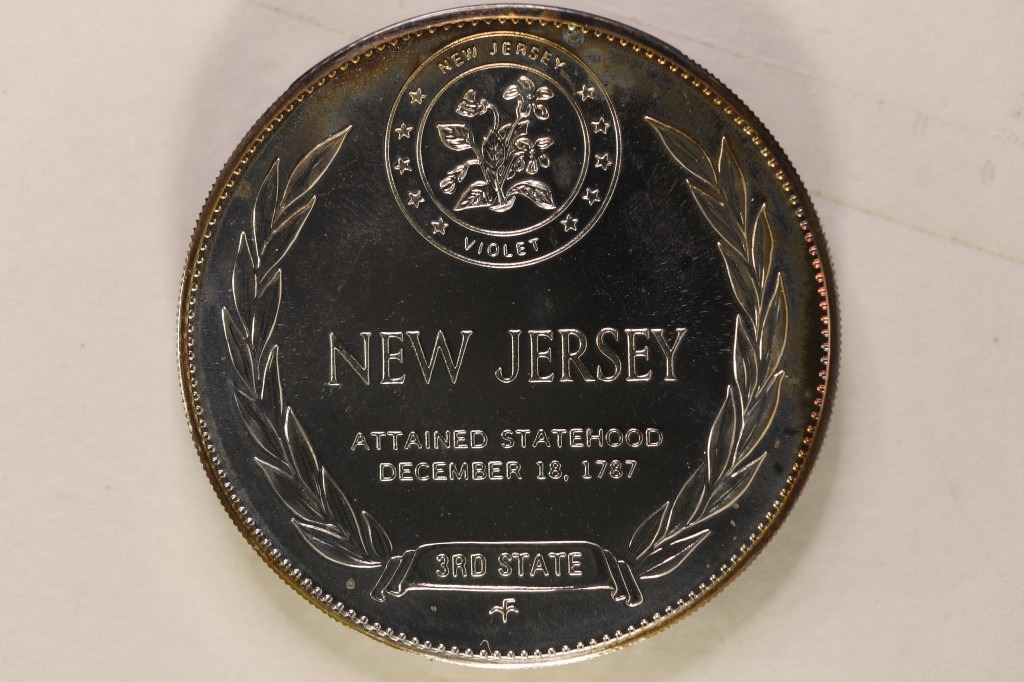 NEW JERSEY
VIOLET
NEW JERSEY
ATTAINED STATEHOOD
DECEMBER 18, 1787
3RD STATE